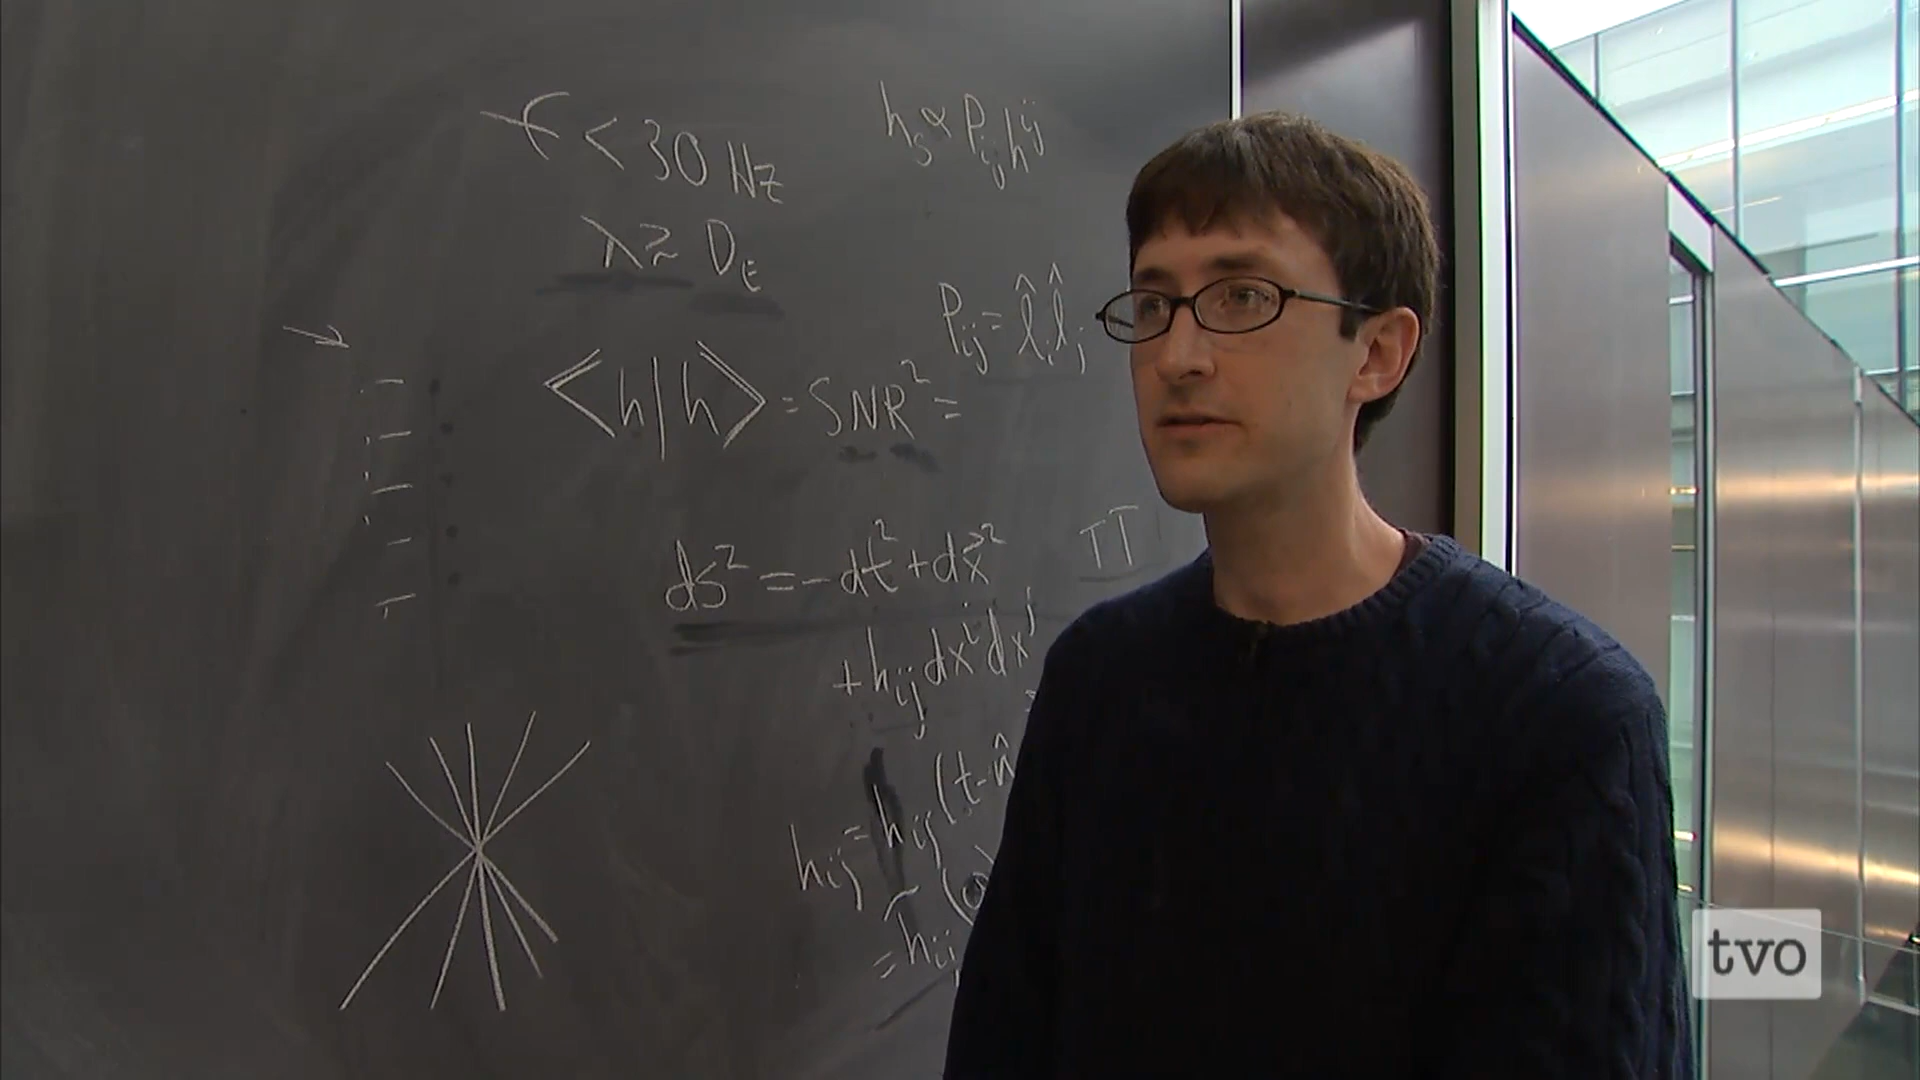 f < 30 Hz
h_s ∝ P_ij h^ij
λ ≳ D_E
P_ij = l̂_i l̂_j
<h|h> = SNR² =
ds² = -dt² + dx⃗²
TT
+ h_ij dx^i dx^j
h_ij = h_ij(t - n̂
= h̃_ij
tvo